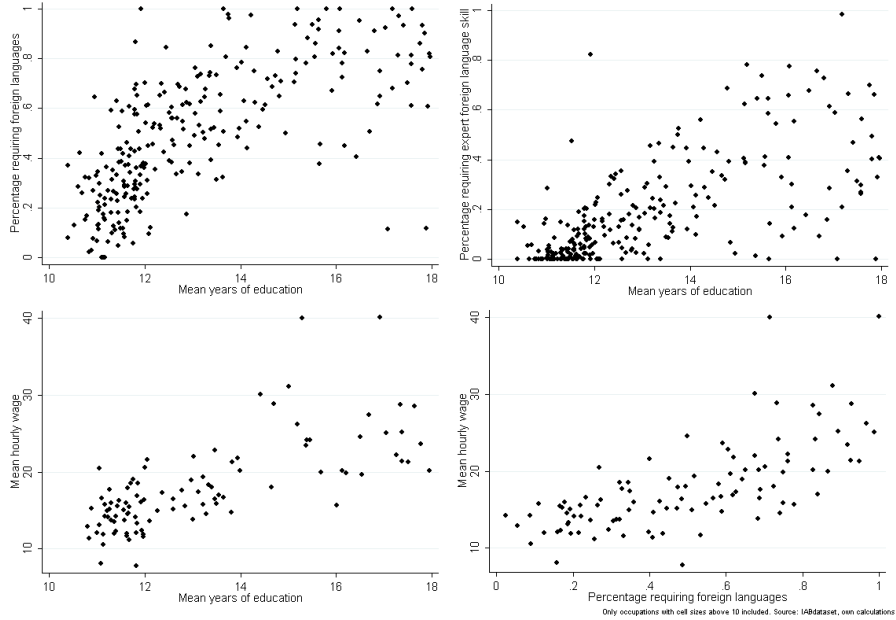 Percentage requiring foreign languages
0 .2 .4 .6 .8 1
10 12 14 16 18
Mean years of education
Percentage requiring expert foreign language skill
0 .2 .4 .6 .8 1
10 12 14 16 18
Mean years of education
Mean hourly wage
10 20 30 40
10 12 14 16 18
Mean years of education
Mean hourly wage
10 20 30 40
0 .2 .4 .6 .8 1
Percentage requiring foreign languages
Only occupations with cell sizes above 10 included. Source: IABdataset, own calculations